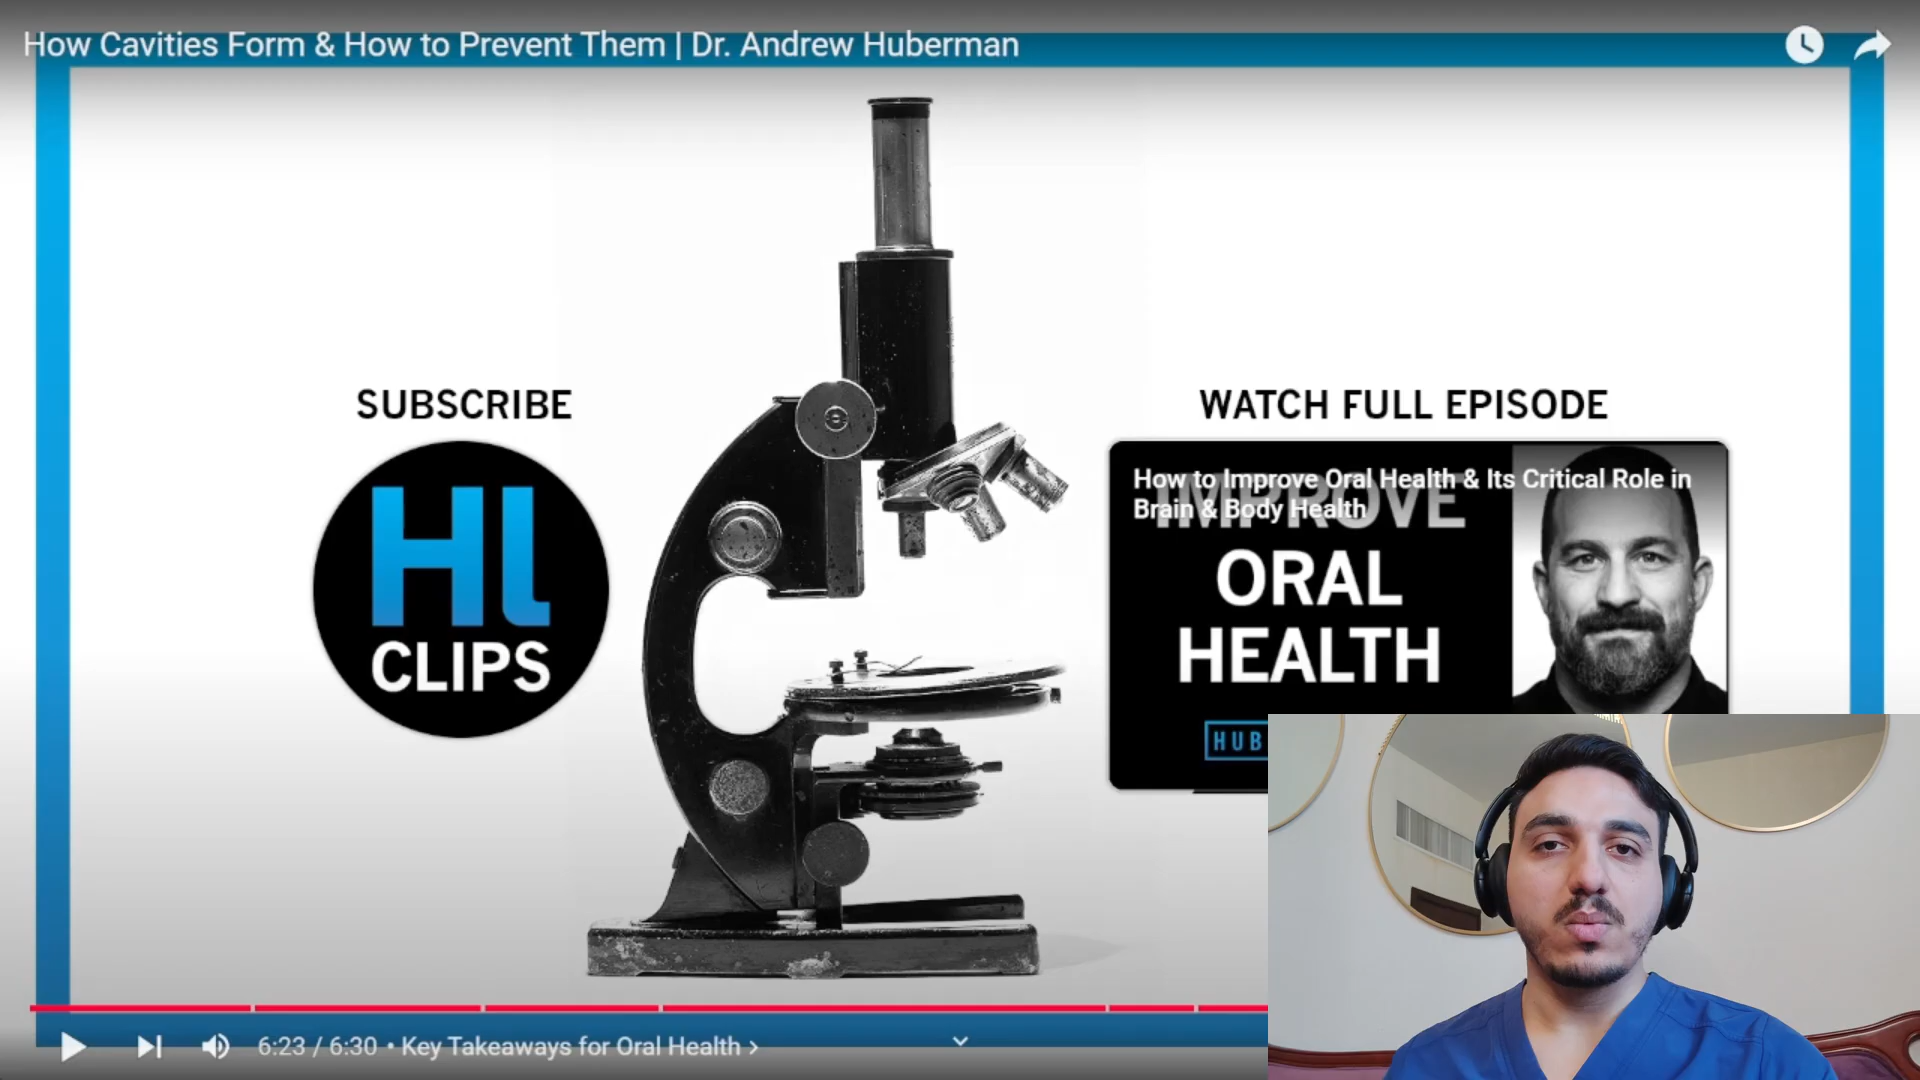 How Cavities Form & How to Prevent Them | Dr. Andrew Huberman
SUBSCRIBE
HL
CLIPS
WATCH FULL EPISODE
How to Improve Oral Health & Its Critical Role in
Brain & Body Health
IMPROVE
ORAL
HEALTH
HUB
6:23 / 6:30 • Key Takeaways for Oral Health >